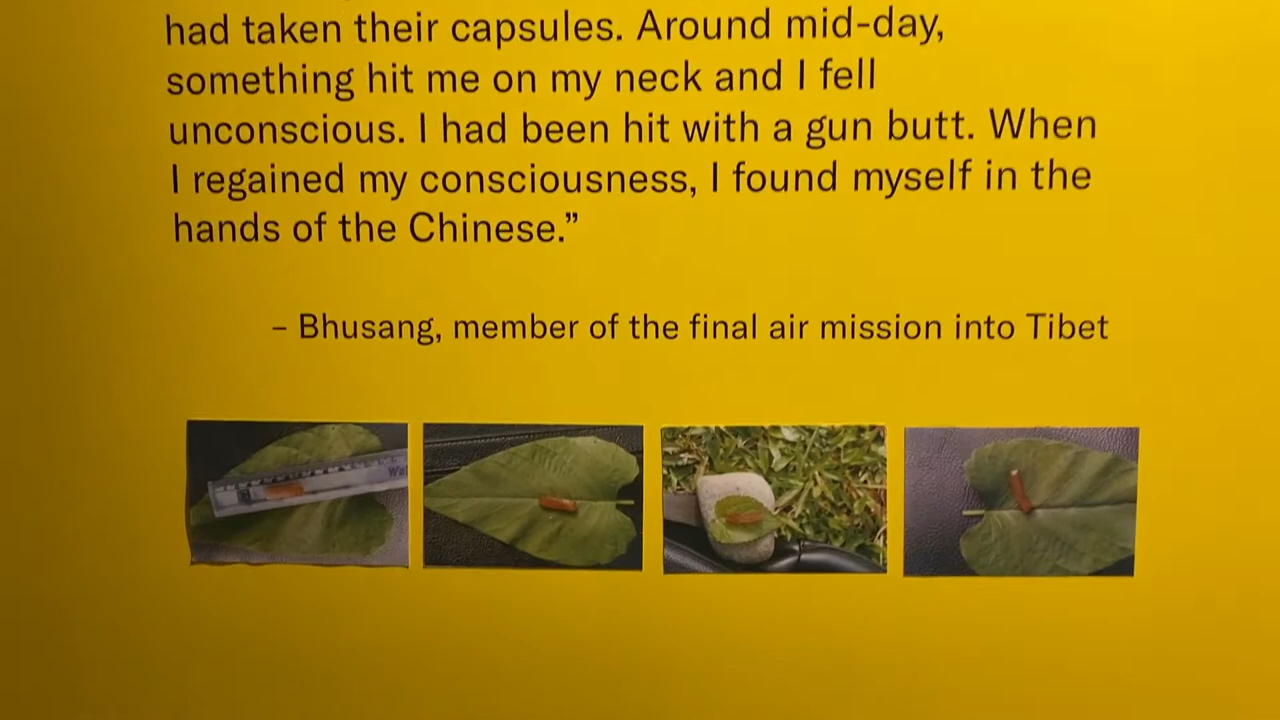 had taken their capsules. Around mid-day,
something hit me on my neck and I fell
unconscious. I had been hit with a gun butt. When
I regained my consciousness, I found myself in the
hands of the Chinese.”
– Bhusang, member of the final air mission into Tibet